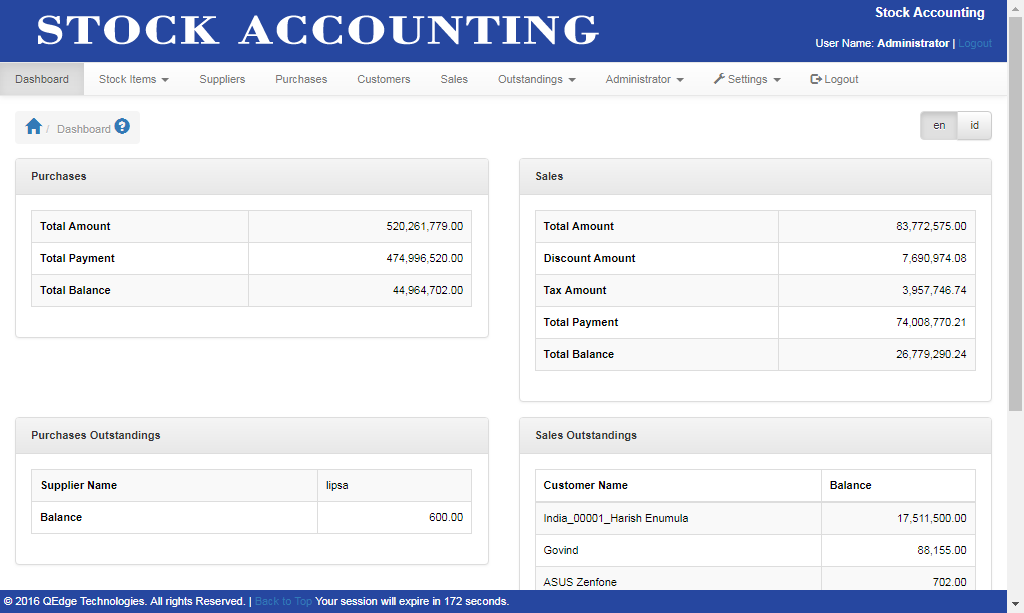 STOCK ACCOUNTING
Stock Accounting
User Name: Administrator | Logout
Dashboard Stock Items Suppliers Purchases Customers Sales Outstandings Administrator Settings Logout
/ Dashboard ?
en id
Purchases
Total Amount 520,261,779.00
Total Payment 474,996,520.00
Total Balance 44,964,702.00
Sales
Total Amount 83,772,575.00
Discount Amount 7,690,974.08
Tax Amount 3,957,746.74
Total Payment 74,008,770.21
Total Balance 26,779,290.24
Purchases Outstandings
Supplier Name lipsa
Balance 600.00
Sales Outstandings
Customer Name Balance
India_00001_Harish Enumula 17,511,500.00
Govind 88,155.00
ASUS Zenfone 702.00
© 2016 QEdge Technologies. All rights Reserved. | Back to Top Your session will expire in 172 seconds.